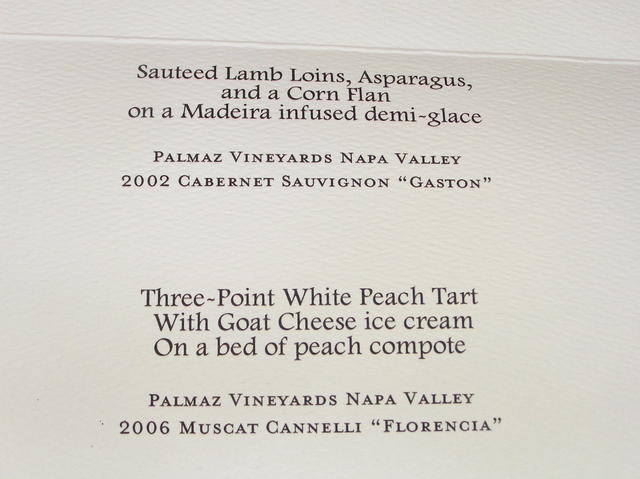 Sauteed Lamb Loins, Asparagus,
and a Corn Flan
on a Madeira infused demi-glace
PALMAZ VINEYARDS NAPA VALLEY
2002 CABERNET SAUVIGNON “GASTON”
Three-Point White Peach Tart
With Goat Cheese ice cream
On a bed of peach compote
PALMAZ VINEYARDS NAPA VALLEY
2006 MUSCAT CANNELLI “FLORENCIA”